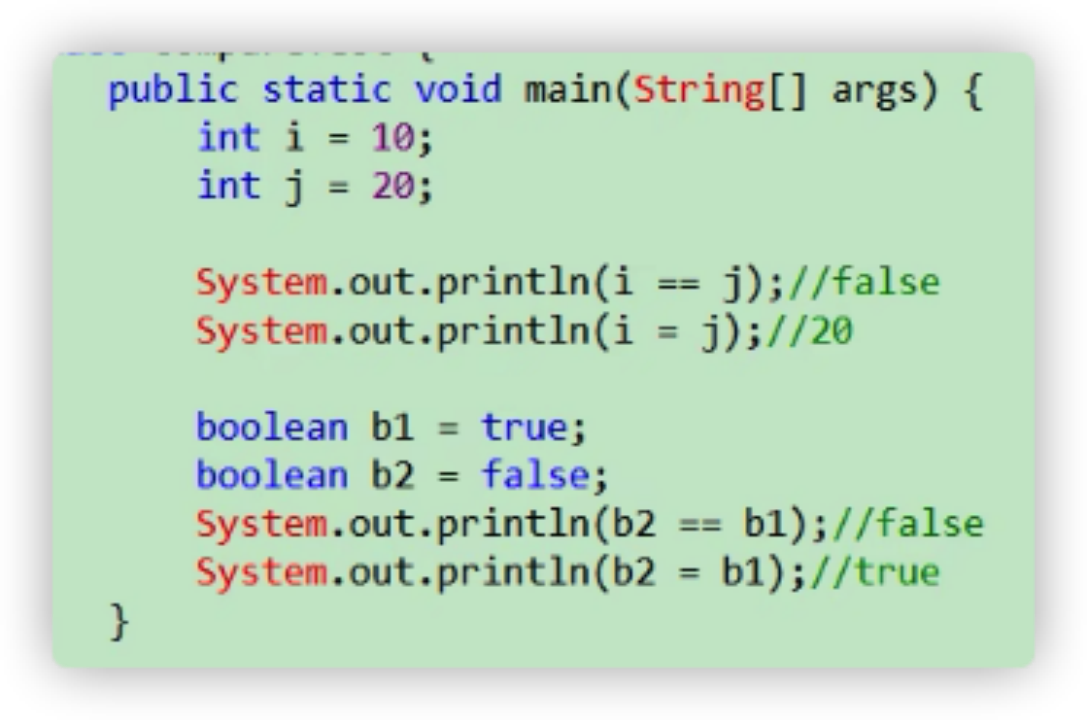 public static void main(String[] args) {
int i = 10;
int j = 20;
System.out.println(i == j);//false
System.out.println(i = j);//20
boolean b1 = true;
boolean b2 = false;
System.out.println(b2 == b1);//false
System.out.println(b2 = b1);//true
}